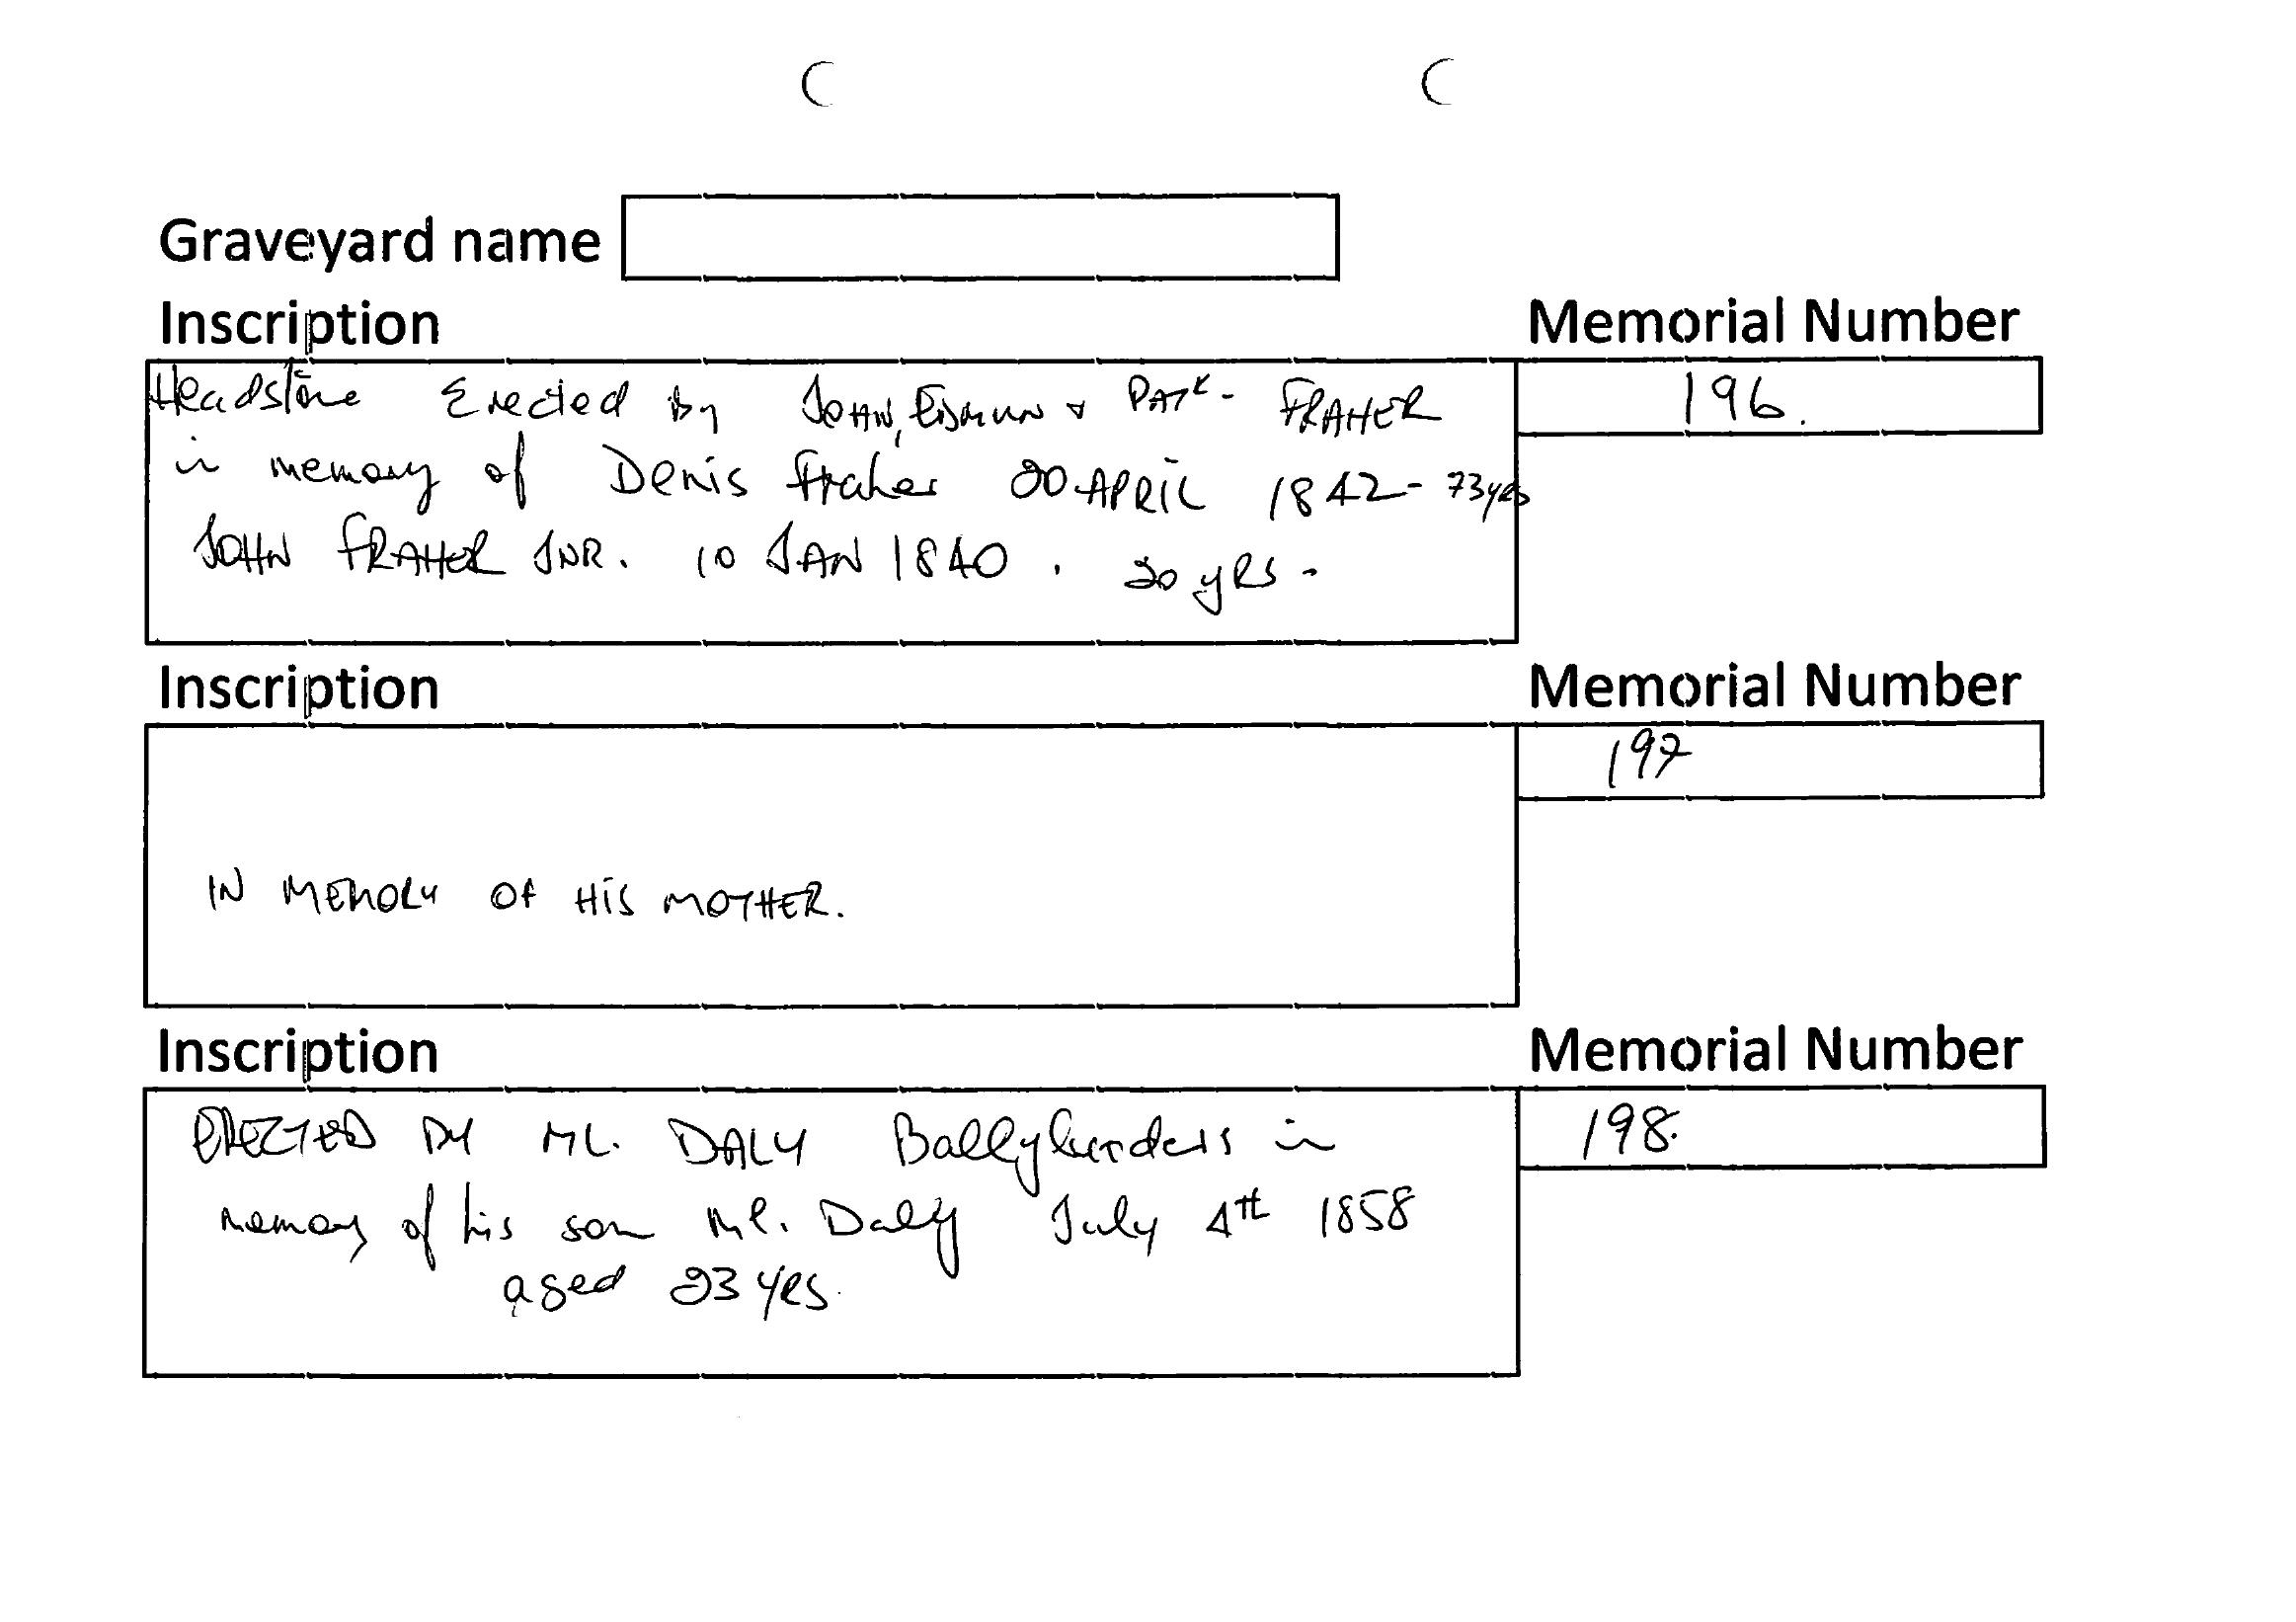 Graveyard name
Inscription Memorial Number
Headstone Erected By JOHN, EDMUND & PATK- FRAHER 196.
in memory of Denis Fraher 20 APRIL 1842 - 73yrs
JOHN FRAHER JNR. 10 JAN 1840. 20 yRS -
Inscription Memorial Number
197
IN MEMORY OF HIS MOTHER.
Inscription Memorial Number
ERECTED BY ML. DALY Ballylanders in 198.
memory of his son Ml. Daly July 4th 1858
aged 23 yRS.